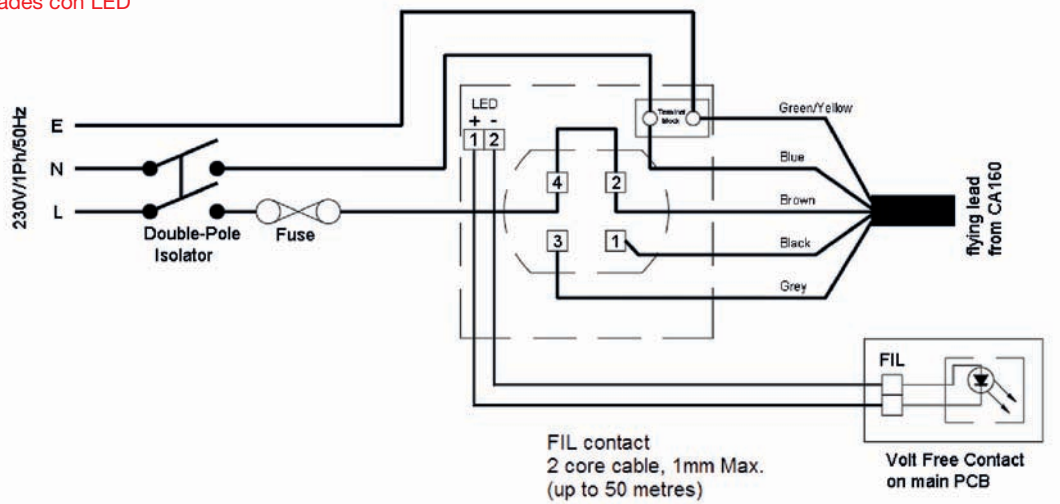 ades con LED
230V/1Ph/50Hz
E
N
L
Double-Pole
Isolator
Fuse
LED
+ -
1 2
4 2
3 1
Terminal
block
Green/Yellow
Blue
Brown
Black
Grey
flying lead
from CA160
FIL
Volt Free Contact
on main PCB
FIL contact
2 core cable, 1mm Max.
(up to 50 metres)